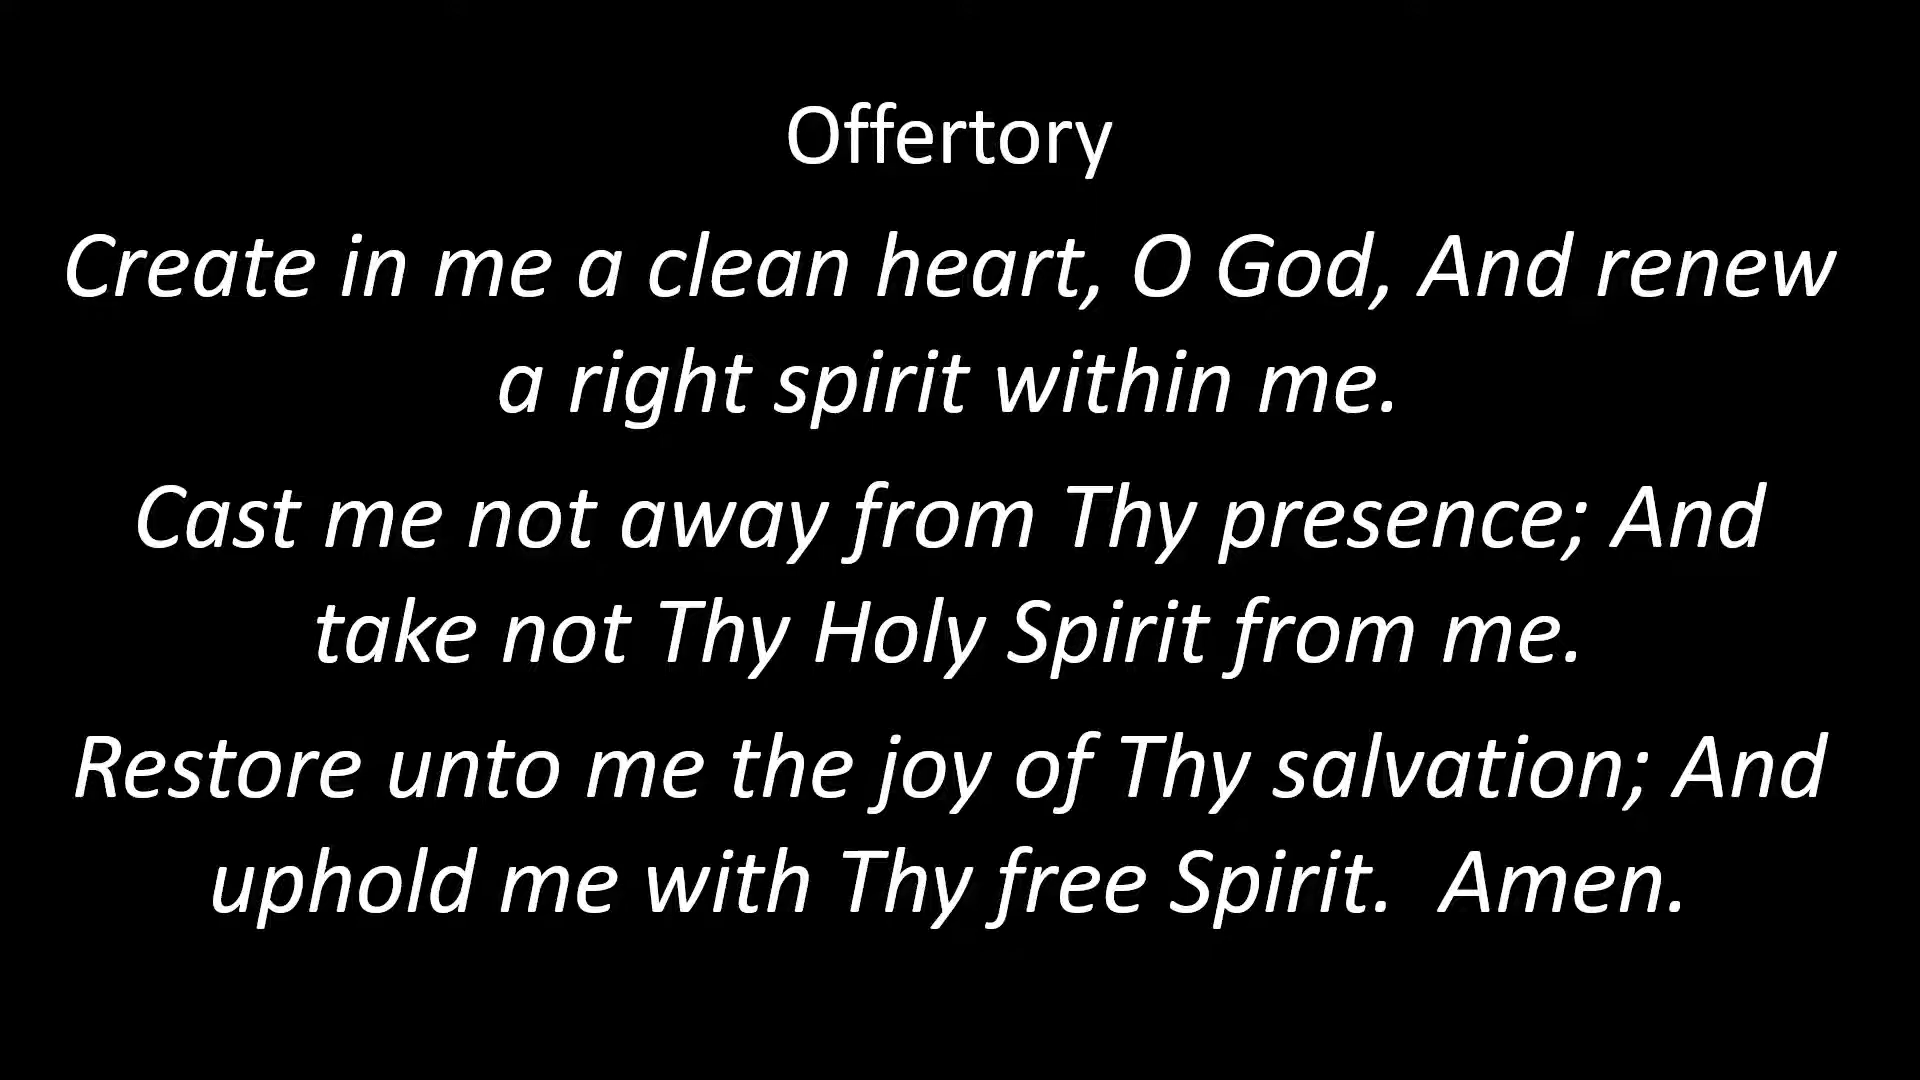 Offertory
Create in me a clean heart, O God, And renew
a right spirit within me.
Cast me not away from Thy presence; And
take not Thy Holy Spirit from me.
Restore unto me the joy of Thy salvation; And
uphold me with Thy free Spirit.  Amen.